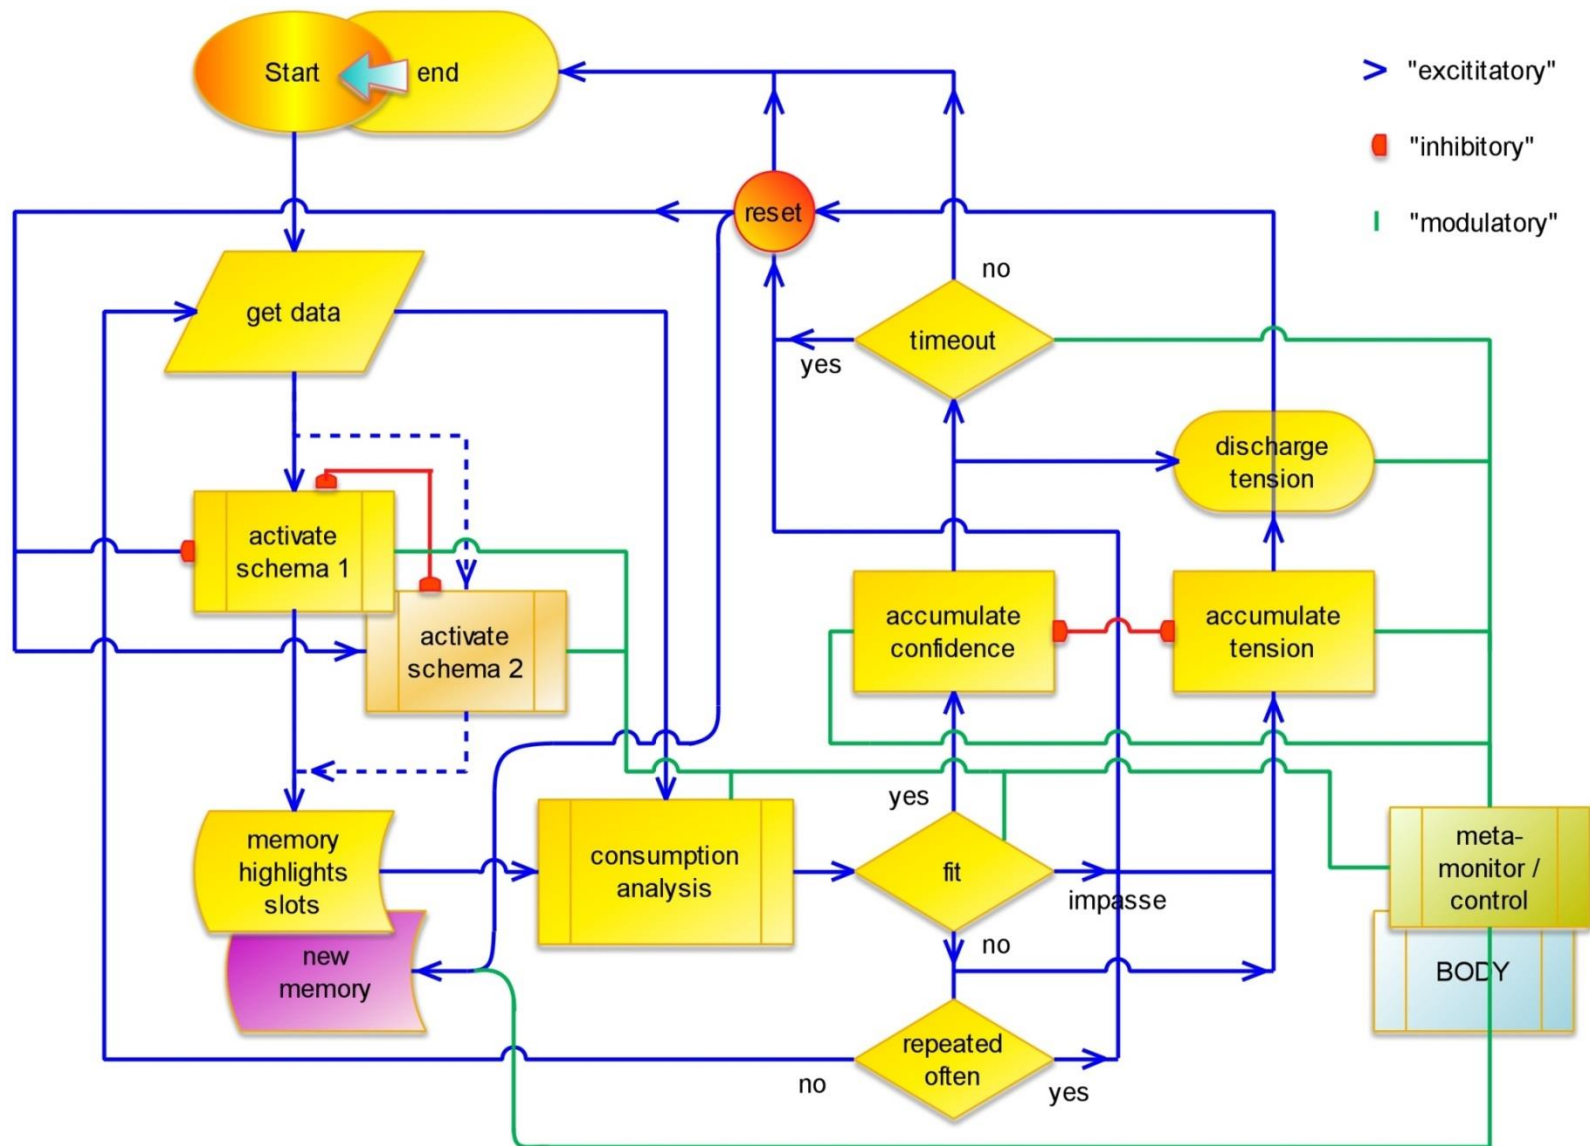 Start
end
> "excititatory"
"inhibitory"
"modulatory"
reset
get data
no
timeout
yes
discharge
tension
activate
schema 1
activate
schema 2
accumulate
confidence
accumulate
tension
yes
memory
highlights
slots
consumption
analysis
fit
impasse
meta-
monitor /
control
no
new
memory
BODY
repeated
often
no
yes